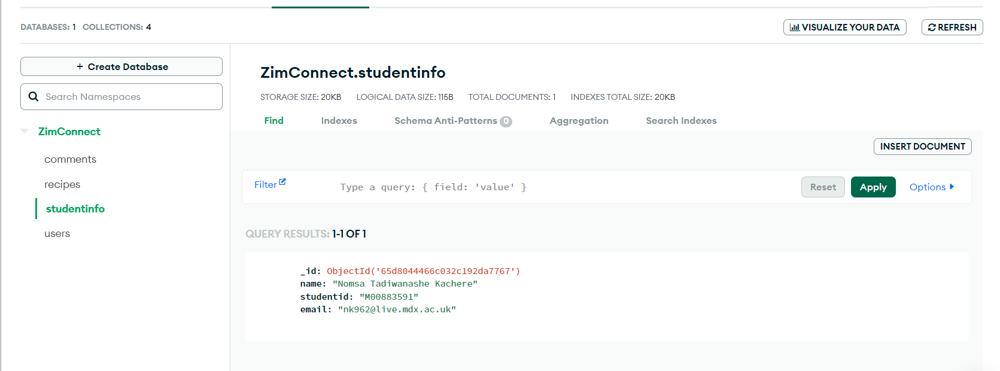 DATABASES: 1 COLLECTIONS: 4
VISUALIZE YOUR DATA
REFRESH
+ Create Database
Search Namespaces
ZimConnect
comments
recipes
studentinfo
users
ZimConnect.studentinfo
STORAGE SIZE: 20KB LOGICAL DATA SIZE: 115B TOTAL DOCUMENTS: 1 INDEXES TOTAL SIZE: 20KB
Find Indexes Schema Anti-Patterns 0 Aggregation Search Indexes
INSERT DOCUMENT
Filter Type a query: { field: 'value' } Reset Apply Options
QUERY RESULTS: 1-1 OF 1
_id: ObjectId('65d8044466c032c192da7767')
name: "Nomsa Tadiwanashe Kachere"
studentid: "M00883591"
email: "nk962@live.mdx.ac.uk"